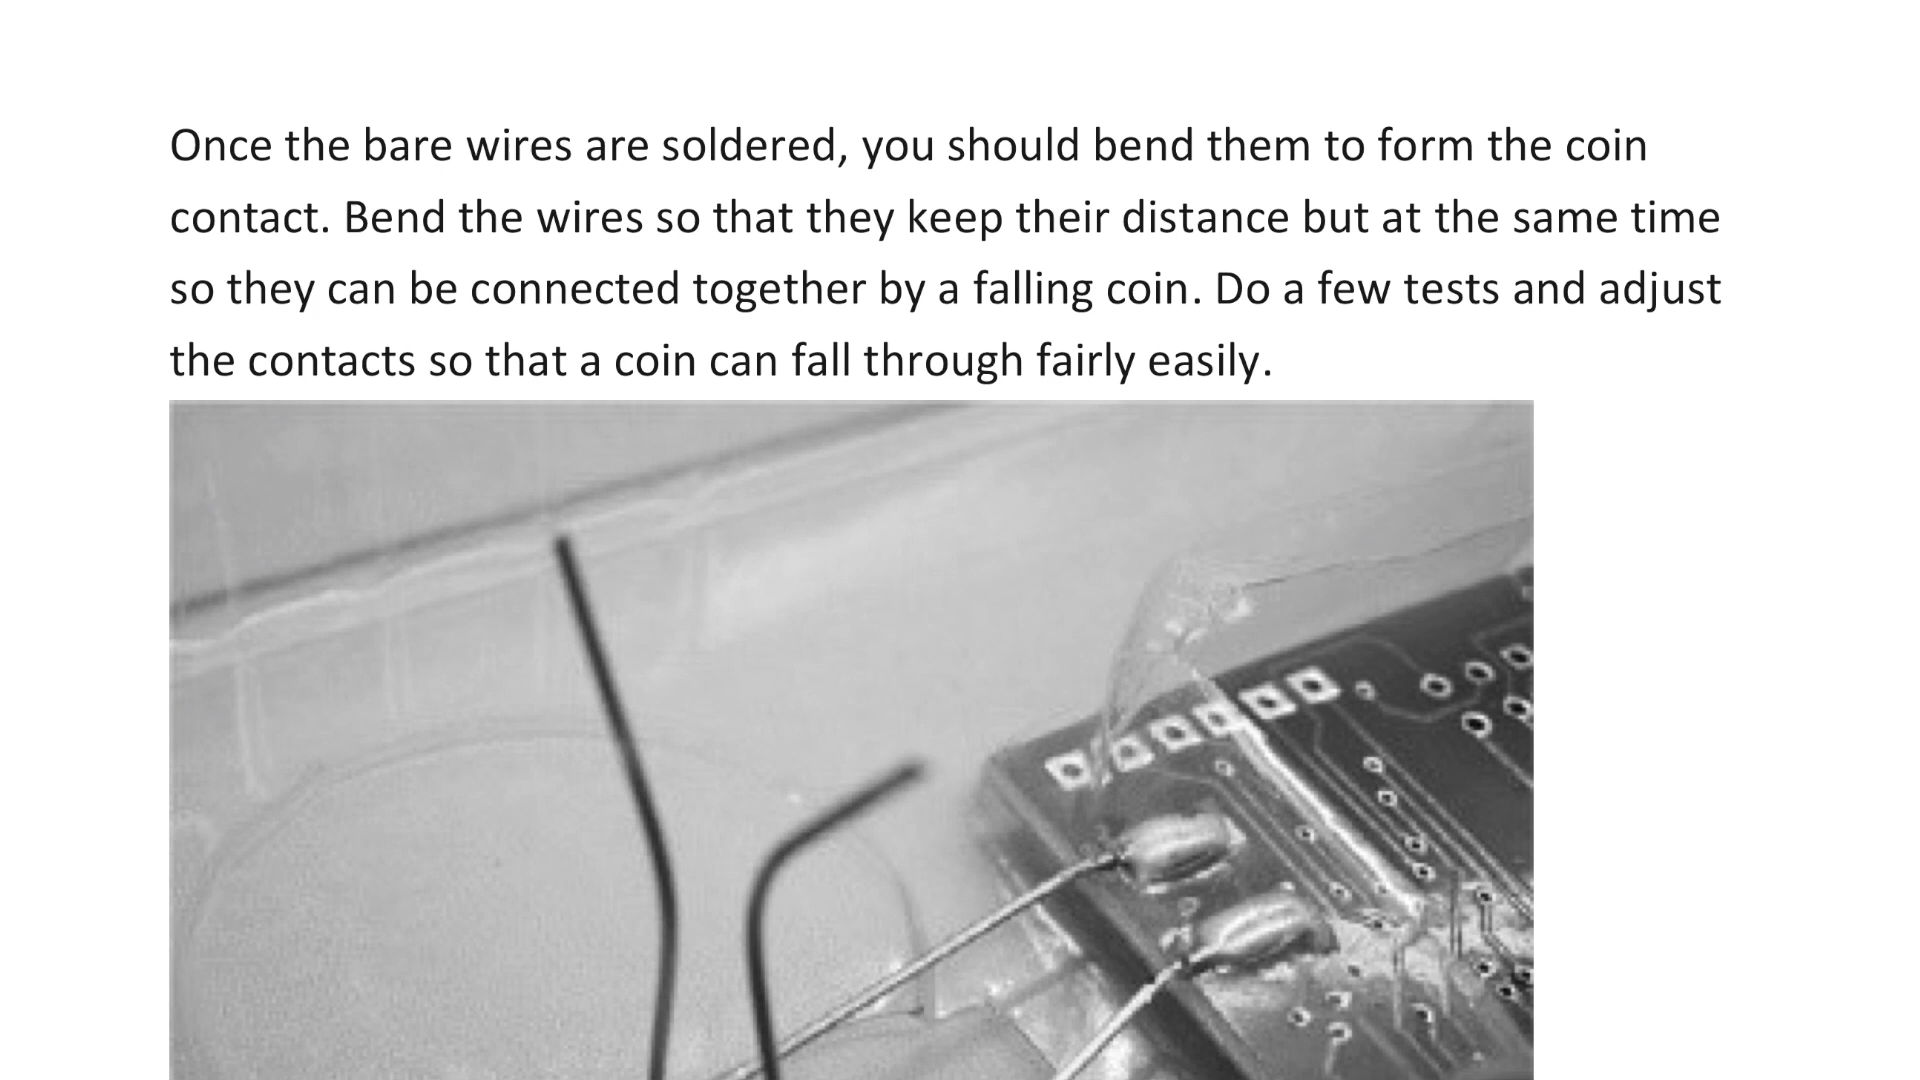 Once the bare wires are soldered, you should bend them to form the coin
contact. Bend the wires so that they keep their distance but at the same time
so they can be connected together by a falling coin. Do a few tests and adjust
the contacts so that a coin can fall through fairly easily.